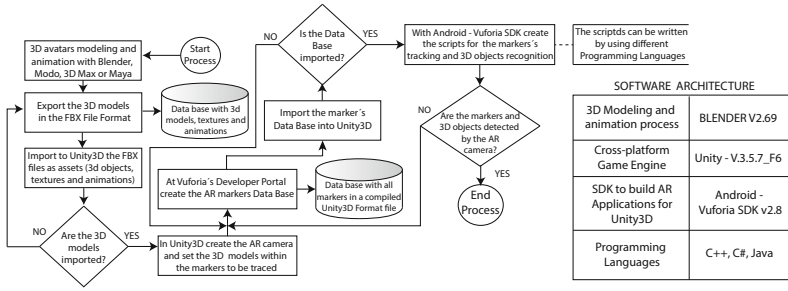 3D avatars modeling and
animation with Blender,
Modo, 3D Max or Maya
Start
Process
Export the 3D models
in the FBX File Format
Data base with 3d
models, textures and
animations
Import to Unity3D the FBX
files as assets (3d objects,
textures and animations)
NO
Are the 3D
models
imported?
YES
In Unity3D create the AR camera
and set the 3D models within
the markers to be traced
At Vuforia´s Developer Portal
create the AR markers Data Base
Data base with all
markers in a compiled
Unity3D Format file
Import the marker´s
Data Base into Unity3D
NO
Is the Data
Base
imported?
YES
With Android - Vuforia SDK create
the scripts for the markers´s
tracking and 3D objects recognition
The scriptds can be written
by using different
Programming Languages
NO
Are the markers and
3D objects detected
by the AR
camera?
YES
End
Process
SOFTWARE ARCHITECTURE
3D Modeling and
animation process
BLENDER V2.69
Cross-platform
Game Engine
Unity - V.3.5.7_F6
SDK to build AR
Applications for
Unity3D
Android -
Vuforia SDK v2.8
Programming
Languages
C++, C#, Java